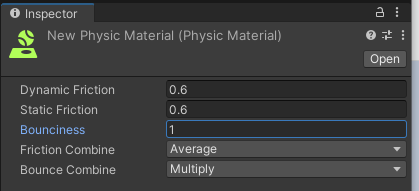 Inspector
New Physic Material (Physic Material)
Open
Dynamic Friction 0.6
Static Friction 0.6
Bounciness 1
Friction Combine Average
Bounce Combine Multiply